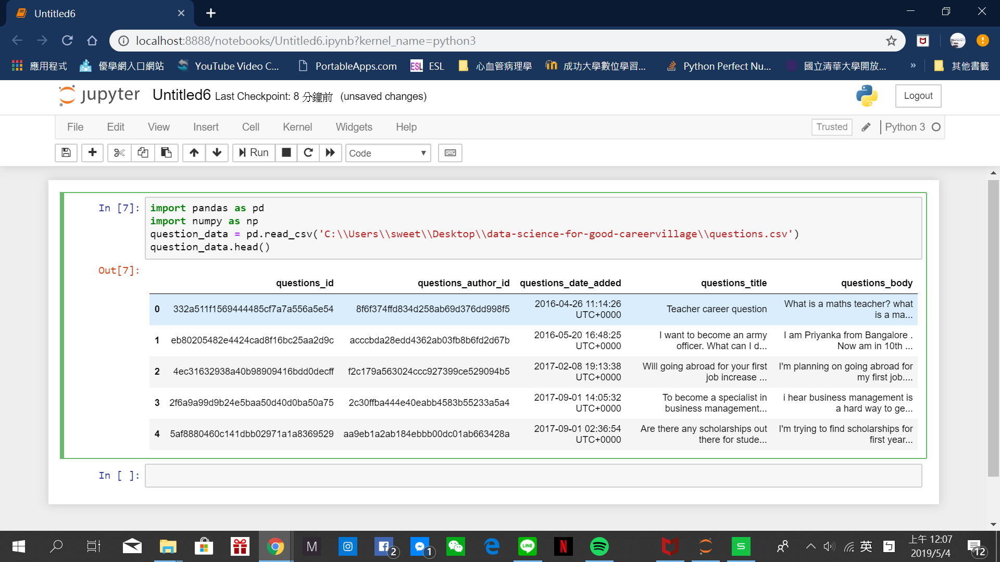 Untitled6
localhost:8888/notebooks/Untitled6.ipynb?kernel_name=python3
應用程式 優學網入口網站 YouTube Video C... PortableApps.com ESL ESL 心血管病理學 成功大學數位學習... Python Perfect Nu... 國立清華大學開放... » 其他書籤
jupyter Untitled6 Last Checkpoint: 8 分鐘前 (unsaved changes) Logout
File Edit View Insert Cell Kernel Widgets Help Trusted Python 3
Run Code
In [7]: import pandas as pd
import numpy as np
question_data = pd.read_csv('C:\\Users\\sweet\\Desktop\\data-science-for-good-careervillage\\questions.csv')
question_data.head()
Out[7]:
questions_id questions_author_id questions_date_added questions_title questions_body
0 332a511f1569444485cf7a7a556a5e54 8f6f374ffd834d258ab69d376dd998f5 2016-04-26 11:14:26 UTC+0000 Teacher career question What is a maths teacher? what is a ma...
1 eb80205482e4424cad8f16bc25aa2d9c acccbda28edd4362ab03fb8b6fd2d67b 2016-05-20 16:48:25 UTC+0000 I want to become an army officer. What can I d... I am Priyanka from Bangalore . Now am in 10th ...
2 4ec31632938a40b98909416bdd0decff f2c179a563024ccc927399ce529094b5 2017-02-08 19:13:38 UTC+0000 Will going abroad for your first job increase ... I'm planning on going abroad for my first job....
3 2f6a9a99d9b24e5baa50d40d0ba50a75 2c30ffba444e40eabb4583b55233a5a4 2017-09-01 14:05:32 UTC+0000 To become a specialist in business management... i hear business management is a hard way to ge...
4 5af8880460c141dbb02971a1a8369529 aa9eb1a2ab184ebbb00dc01ab663428a 2017-09-01 02:36:54 UTC+0000 Are there any scholarships out there for stude... I'm trying to find scholarships for first year...
In [ ]:
M 2 1 LINE N S 英 ㄅ 上午 12:07 12
2019/5/4